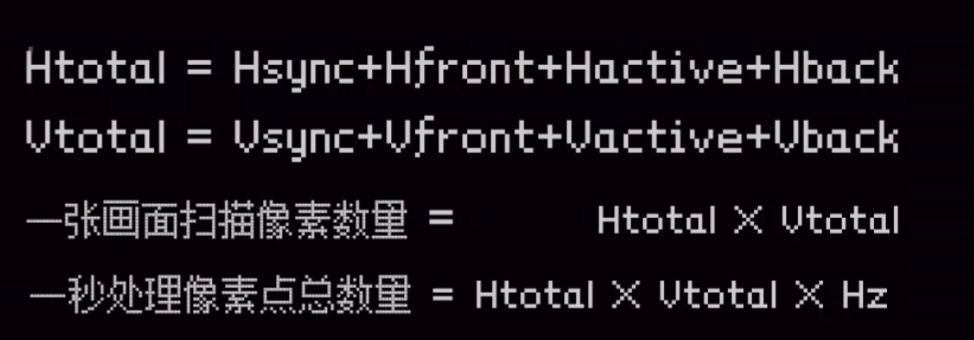 Htotal = Hsync+Hfront+Hactive+Hback
Vtotal = Vsync+Vfront+Vactive+Vback
一张画面扫描像素数量 = Htotal X Vtotal
一秒处理像素点总数量 = Htotal X Vtotal X Hz